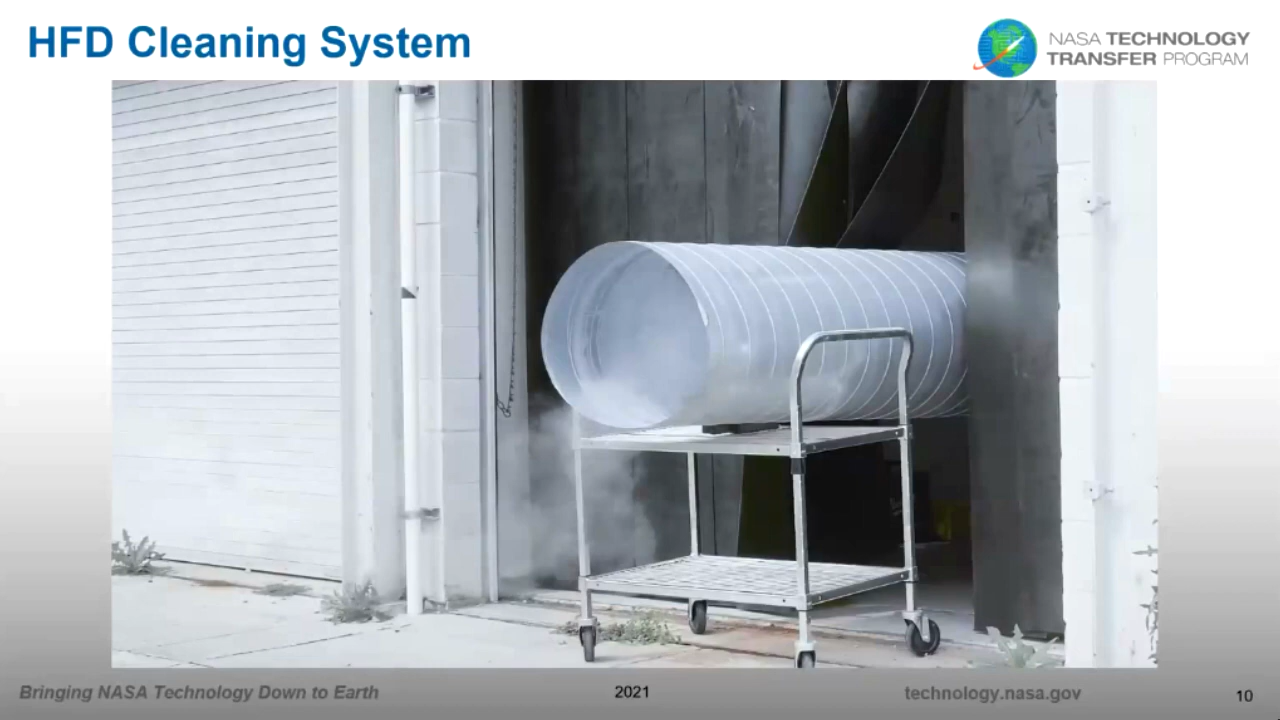 HFD Cleaning System
NASA TECHNOLOGY
TRANSFER PROGRAM
Bringing NASA Technology Down to Earth
2021
technology.nasa.gov
10